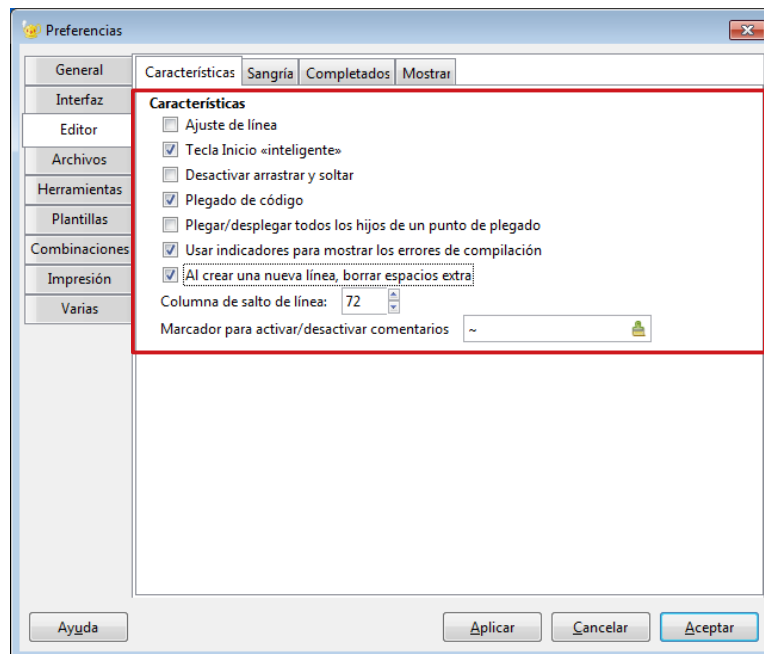 Preferencias
General
Interfaz
Editor
Archivos
Herramientas
Plantillas
Combinaciones
Impresión
Varias
Características Sangría Completados Mostrar
Características
Ajuste de línea
Tecla Inicio «inteligente»
Desactivar arrastrar y soltar
Plegado de código
Plegar/desplegar todos los hijos de un punto de plegado
Usar indicadores para mostrar los errores de compilación
Al crear una nueva línea, borrar espacios extra
Columna de salto de línea: 72
Marcador para activar/desactivar comentarios ~
Ayuda Aplicar Cancelar Aceptar